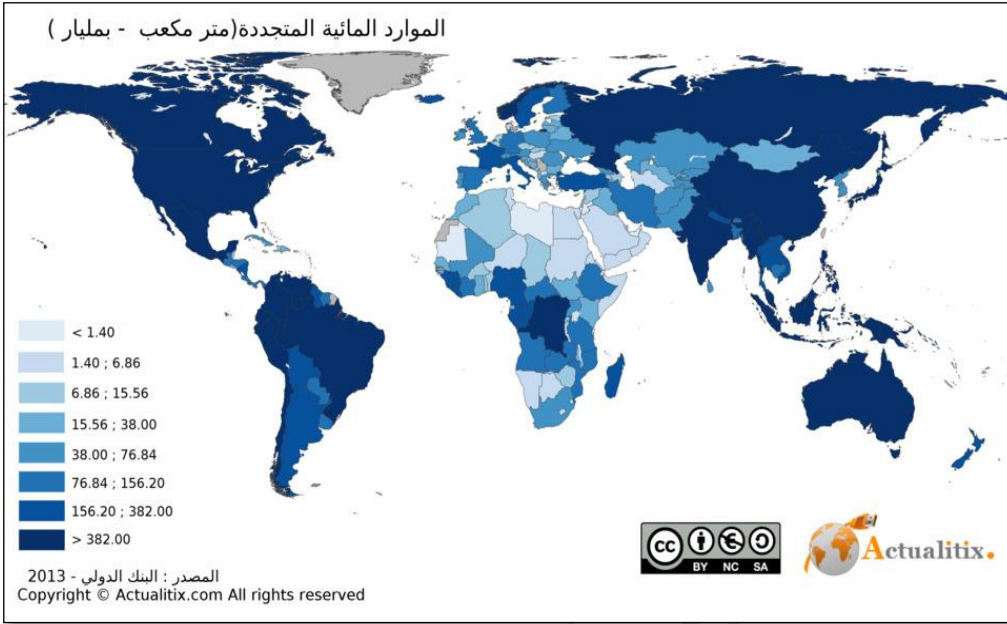 الموارد المائية المتجددة(متر مكعب - بمليار )
< 1.40
1.40 ; 6.86
6.86 ; 15.56
15.56 ; 38.00
38.00 ; 76.84
76.84 ; 156.20
156.20 ; 382.00
> 382.00
المصدر : البنك الدولي - 2013
Copyright © Actualitix.com All rights reserved
cc
BY NC SA
Actualitix.